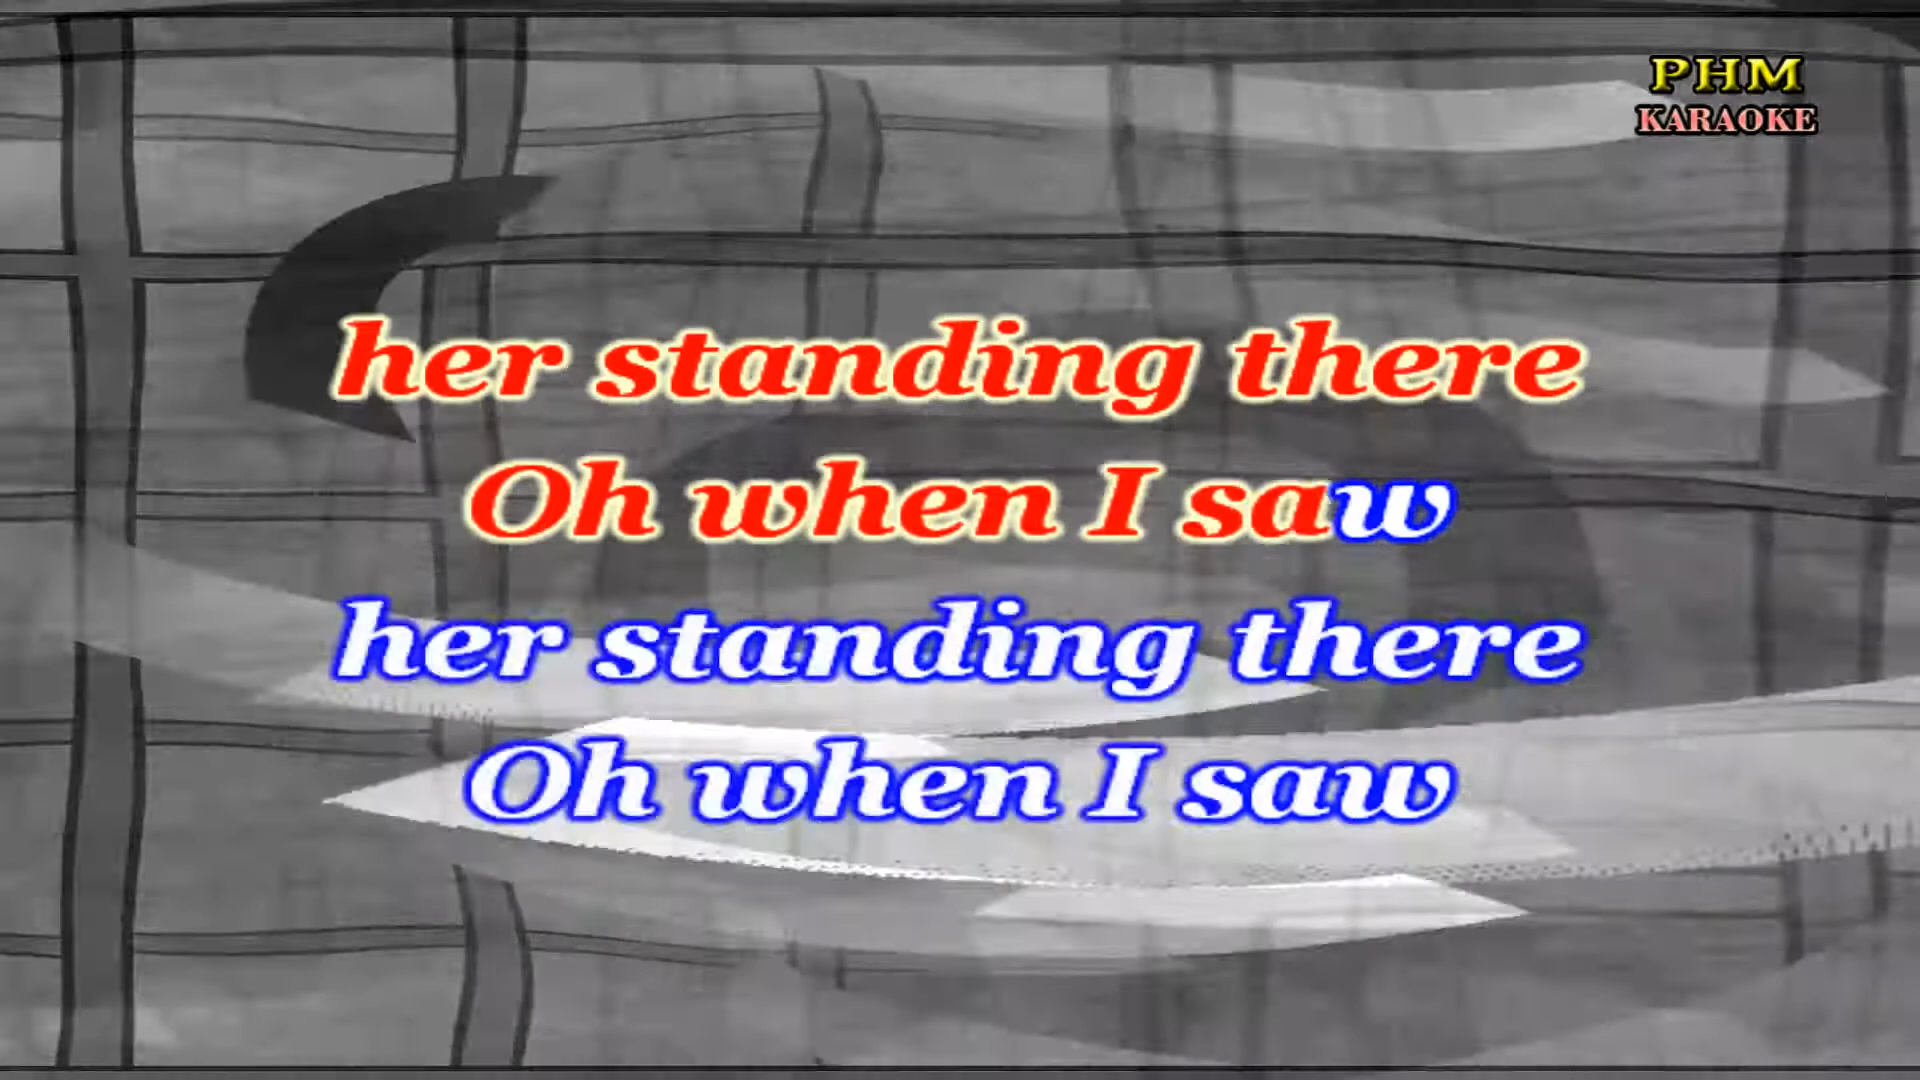 PHM
KARAOKE
her standing there
Oh when I saw
her standing there
Oh when I saw